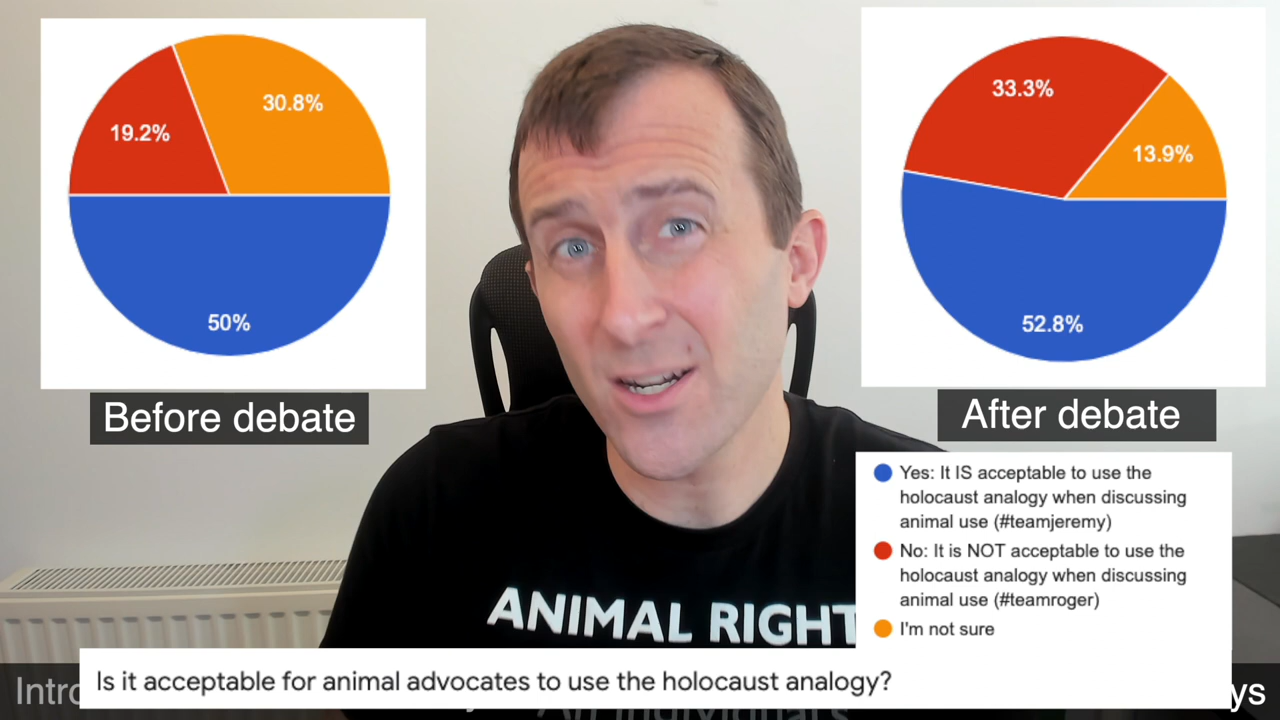 19.2%
30.8%
50%
Before debate
33.3%
13.9%
52.8%
After debate
Yes: It IS acceptable to use the
holocaust analogy when discussing
animal use (#teamjeremy)
No: It is NOT acceptable to use the
holocaust analogy when discussing
animal use (#teamroger)
I'm not sure
ANIMAL RIGHT
Is it acceptable for animal advocates to use the holocaust analogy?